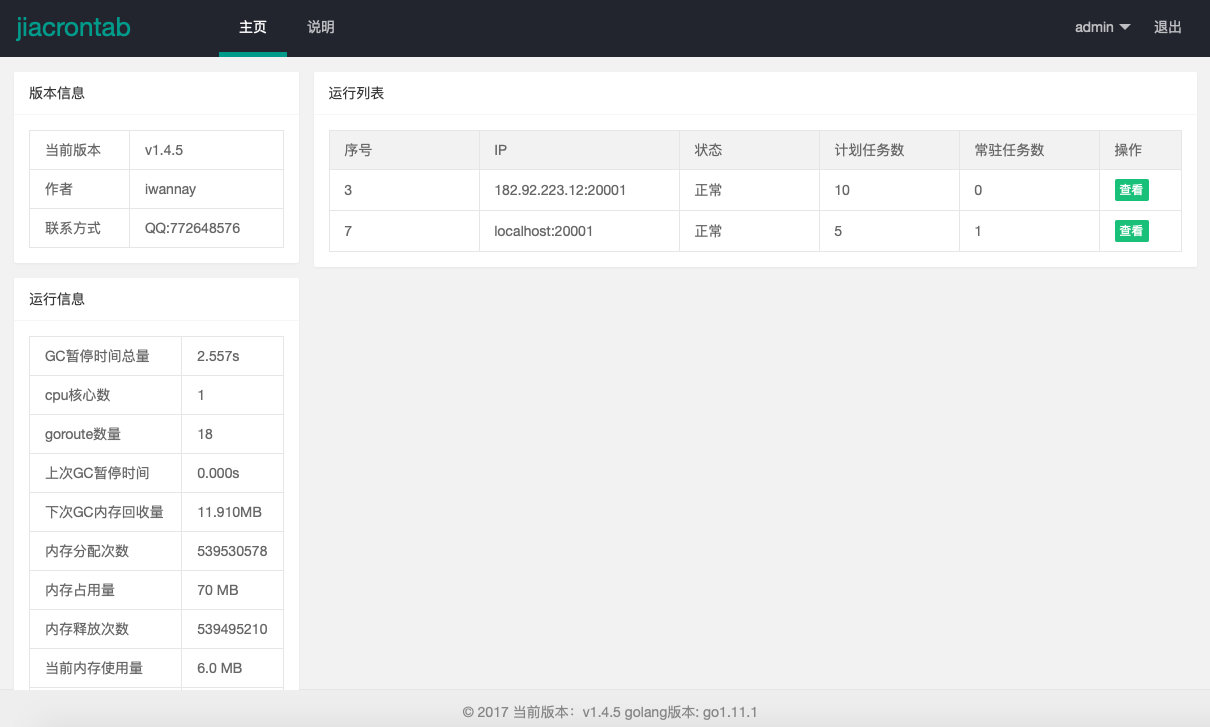 jiacrontab 主页 说明 admin 退出
版本信息
当前版本 v1.4.5
作者 iwannay
联系方式 QQ:772648576
运行列表
序号 IP 状态 计划任务数 常驻任务数 操作
3 182.92.223.12:20001 正常 10 0 查看
7 localhost:20001 正常 5 1 查看
运行信息
GC暂停时间总量 2.557s
cpu核心数 1
goroute数量 18
上次GC暂停时间 0.000s
下次GC内存回收量 11.910MB
内存分配次数 539530578
内存占用量 70 MB
内存释放次数 539495210
当前内存使用量 6.0 MB
© 2017 当前版本：v1.4.5 golang版本: go1.11.1